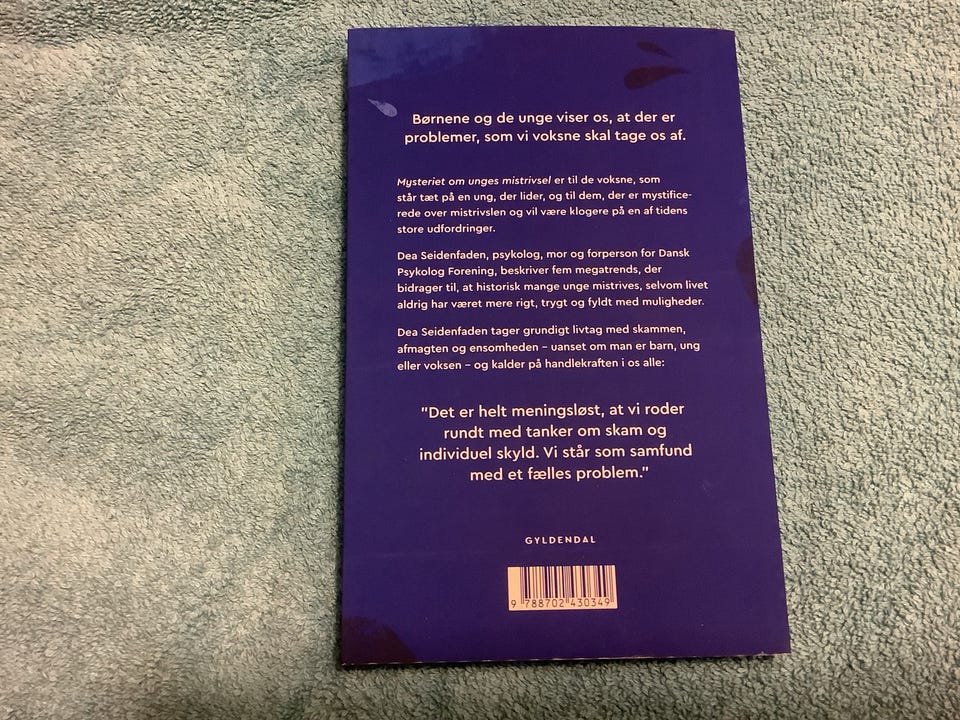 Børnene og de unge viser os, at der er
problemer, som vi voksne skal tage os af.
Mysteriet om unges mistrivsel er til de voksne, som
står tæt på en ung, der lider, og til dem, der er mystifice-
rede over mistrivslen og vil være klogere på en af tidens
store udfordringer.
Dea Seidenfaden, psykolog, mor og forperson for Dansk
Psykolog Forening, beskriver fem megatrends, der
bidrager til, at historisk mange unge mistrives, selvom livet
aldrig har været mere rigt, trygt og fyldt med muligheder.
Dea Seidenfaden tager grundigt livtag med skammen,
afmagten og ensomheden – uanset om man er barn, ung
eller voksen – og kalder på handlekraften i os alle:
"Det er helt meningsløst, at vi roder
rundt med tanker om skam og
individuel skyld. Vi står som samfund
med et fælles problem."
GYLDENDAL
9 788702 430349